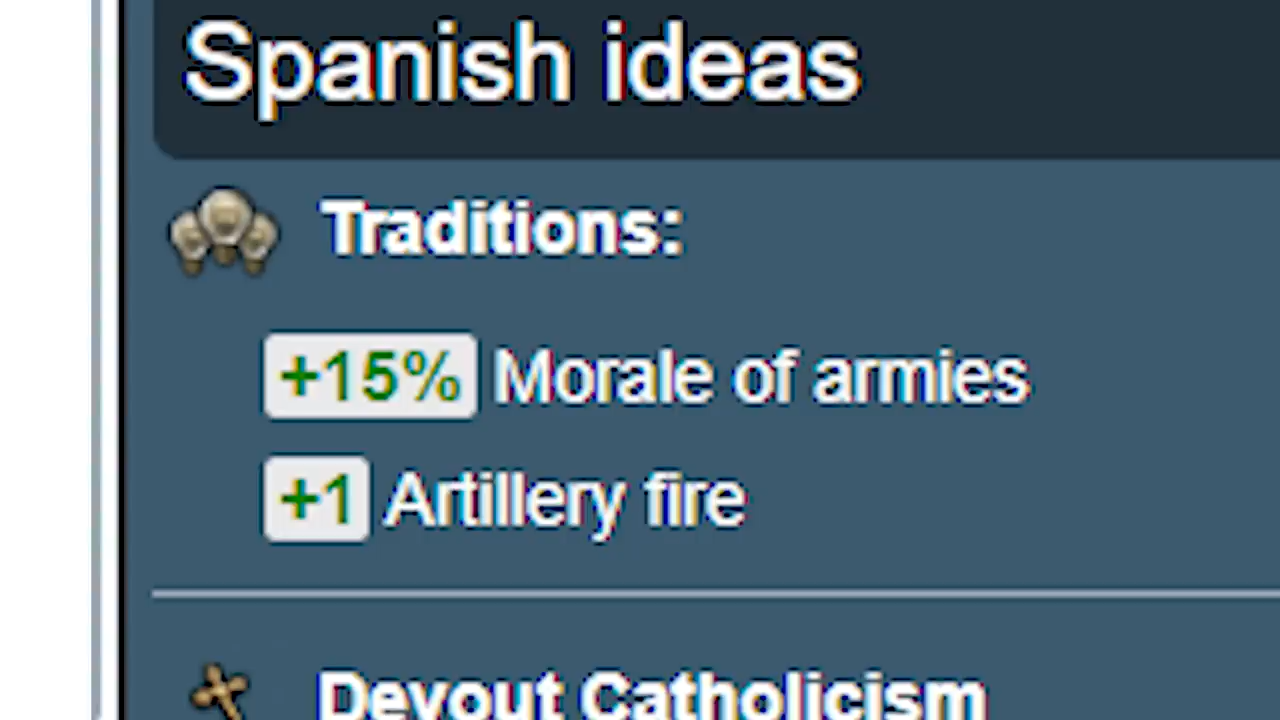 Spanish ideas
Traditions:
+15% Morale of armies
+1 Artillery fire
Devout Catholicism